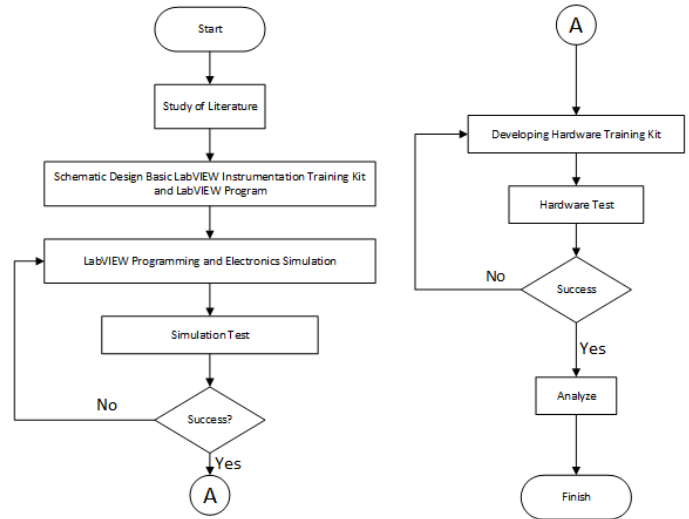 Start
Study of Literature
Schematic Design Basic LabVIEW Instrumentation Training Kit
and LabVIEW Program
LabVIEW Programming and Electronics Simulation
Simulation Test
No
Success?
Yes
A
A
Developing Hardware Training Kit
Hardware Test
No
Success
Yes
Analyze
Finish